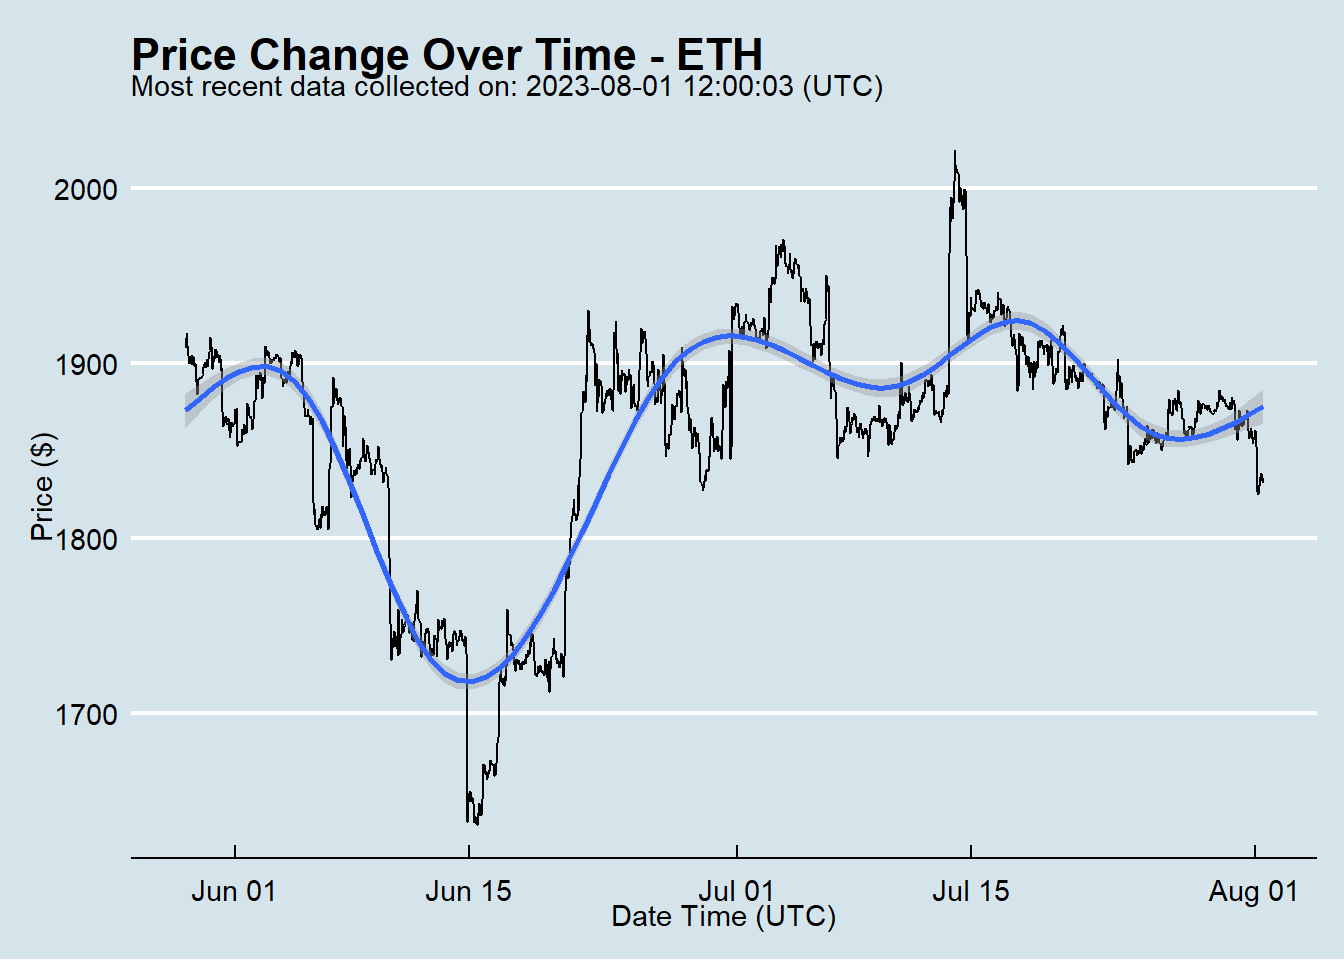 Price Change Over Time - ETH
Most recent data collected on: 2023-08-01 12:00:03 (UTC)
2000
1900
1800
1700
Price ($)
Jun 01
Jun 15
Jul 01
Jul 15
Aug 01
Date Time (UTC)